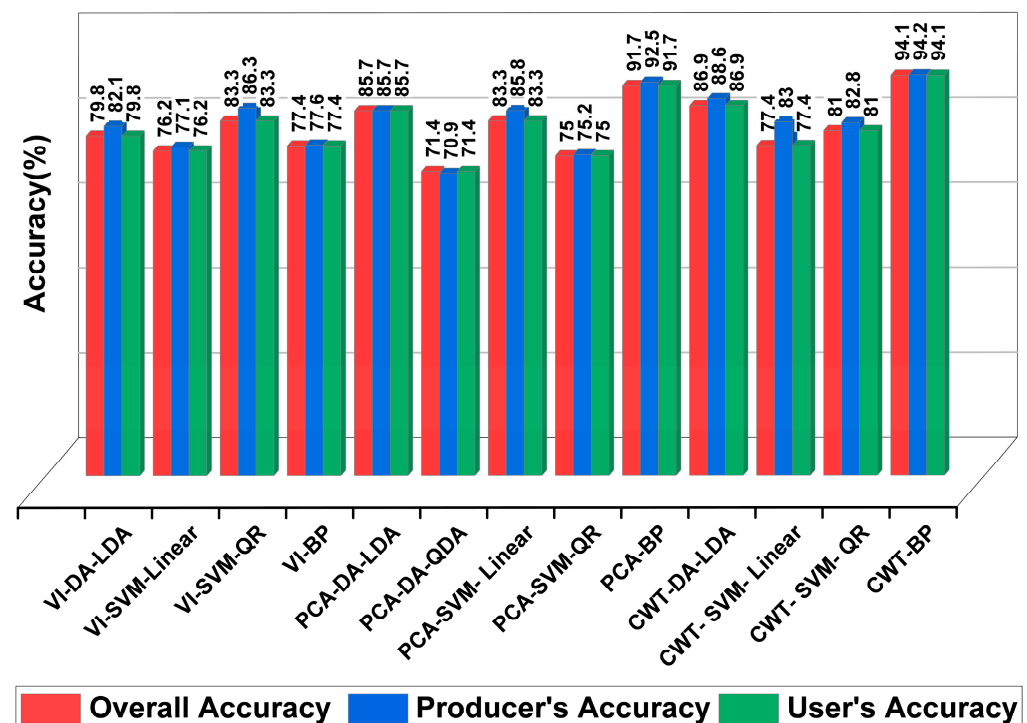 Accuracy(%)
79.8 82.1 79.8
76.2 77.1 76.2
83.3 86.3 83.3
77.4 77.6 77.4
85.7 85.7 85.7
71.4 70.9 71.4
83.3 85.8 83.3
75 75.2 75
91.7 92.5 91.7
86.9 88.6 86.9
77.4 83 77.4
81 82.8 81
94.1 94.2 94.1
VI-DA-LDA
VI-SVM-Linear
VI-SVM-QR
VI-BP
PCA-DA-LDA
PCA-DA-QDA
PCA-SVM- Linear
PCA-SVM-QR
PCA-BP
CWT-DA-LDA
CWT- SVM- Linear
CWT- SVM- QR
CWT-BP
Overall Accuracy Producer's Accuracy User's Accuracy